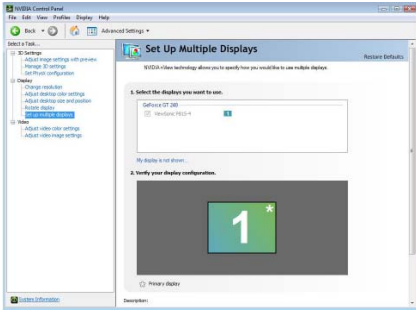 NVIDIA Control Panel
File Edit View Profiles Display Help
Back
Advanced Settings
Select a Task...
3D Settings
Adjust image settings with preview
Manage 3D settings
Set PhysX configuration
Display
Change resolution
Adjust desktop color settings
Adjust desktop size and position
Rotate display
Set up multiple displays
Video
Adjust video color settings
Adjust video image settings
System Information
Set Up Multiple Displays
Restore Defaults
NVIDIA nView technology allows you to specify how you would like to use multiple displays.
1. Select the displays you want to use.
GeForce GT 240
1
My display is not shown...
2. Verify your display configuration.
1 *
Primary display
Description: